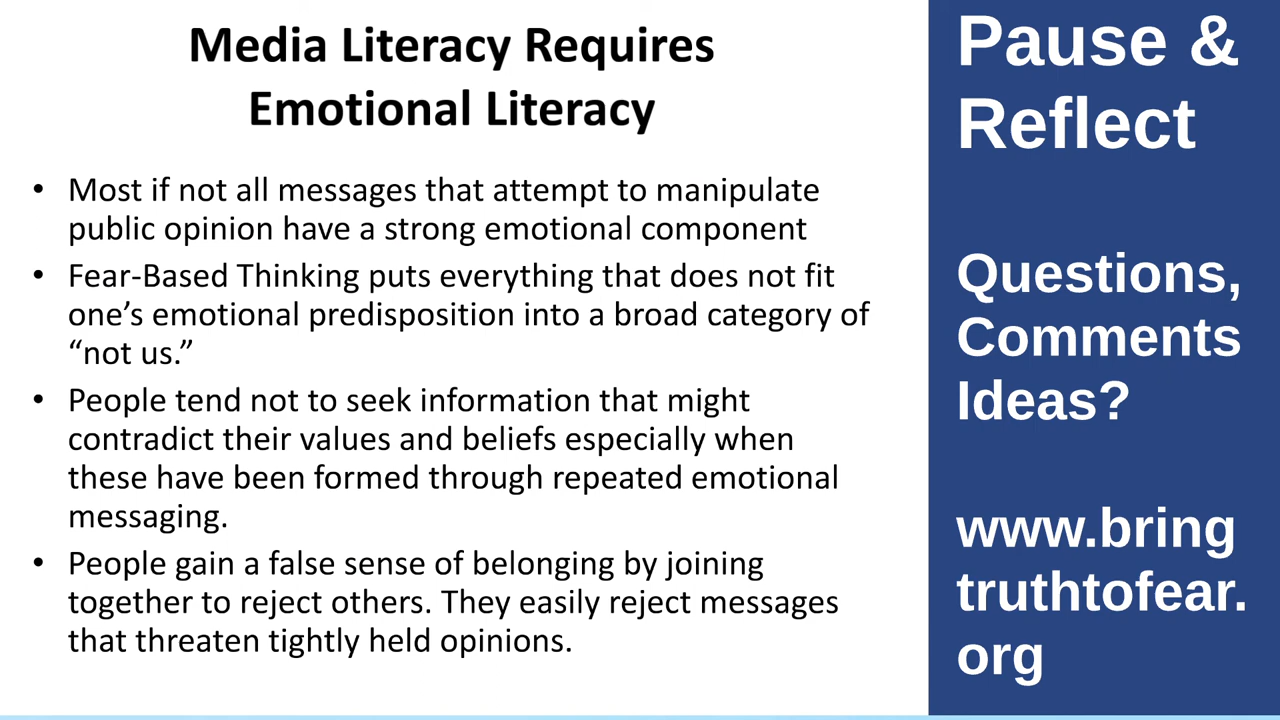 Media Literacy Requires
Emotional Literacy
• Most if not all messages that attempt to manipulate
public opinion have a strong emotional component
• Fear-Based Thinking puts everything that does not fit
one’s emotional predisposition into a broad category of
“not us.”
• People tend not to seek information that might
contradict their values and beliefs especially when
these have been formed through repeated emotional
messaging.
• People gain a false sense of belonging by joining
together to reject others. They easily reject messages
that threaten tightly held opinions.
Pause &
Reflect
Questions,
Comments
Ideas?
www.bring
truthtofear.
org